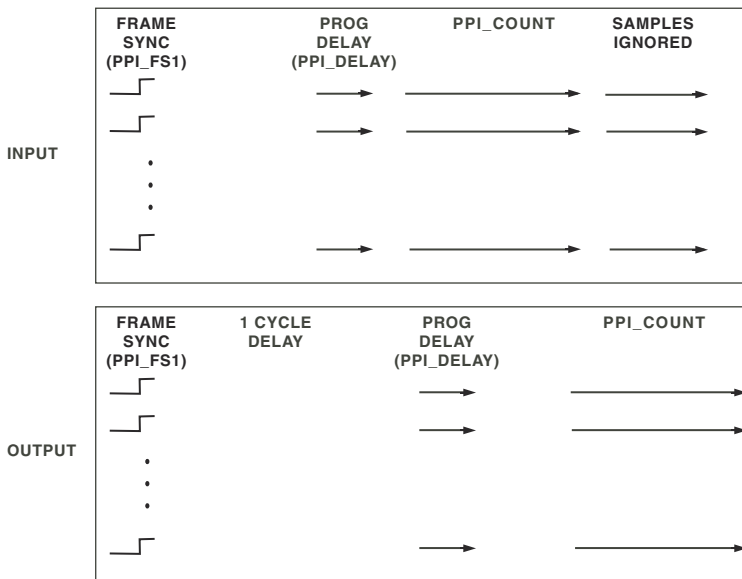 FRAME SYNC (PPI_FS1)
PROG DELAY (PPI_DELAY)
PPI_COUNT
SAMPLES IGNORED
INPUT
FRAME SYNC (PPI_FS1)
1 CYCLE DELAY
PROG DELAY (PPI_DELAY)
PPI_COUNT
OUTPUT